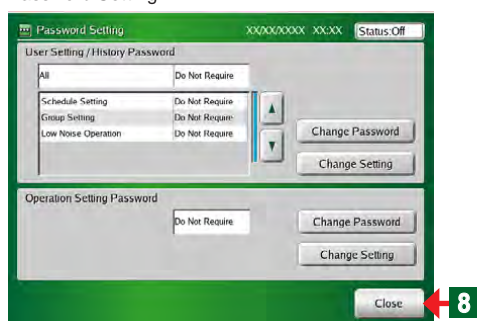 Password Setting XX/XX/XXXX XX:XX Status:Off
User Setting / History Password
All Do Not Require
Schedule Setting Do Not Require
Group Setting Do Not Require
Low Noise Operation Do Not Require
Change Password
Change Setting
Operation Setting Password
Do Not Require
Change Password
Change Setting
Close 8